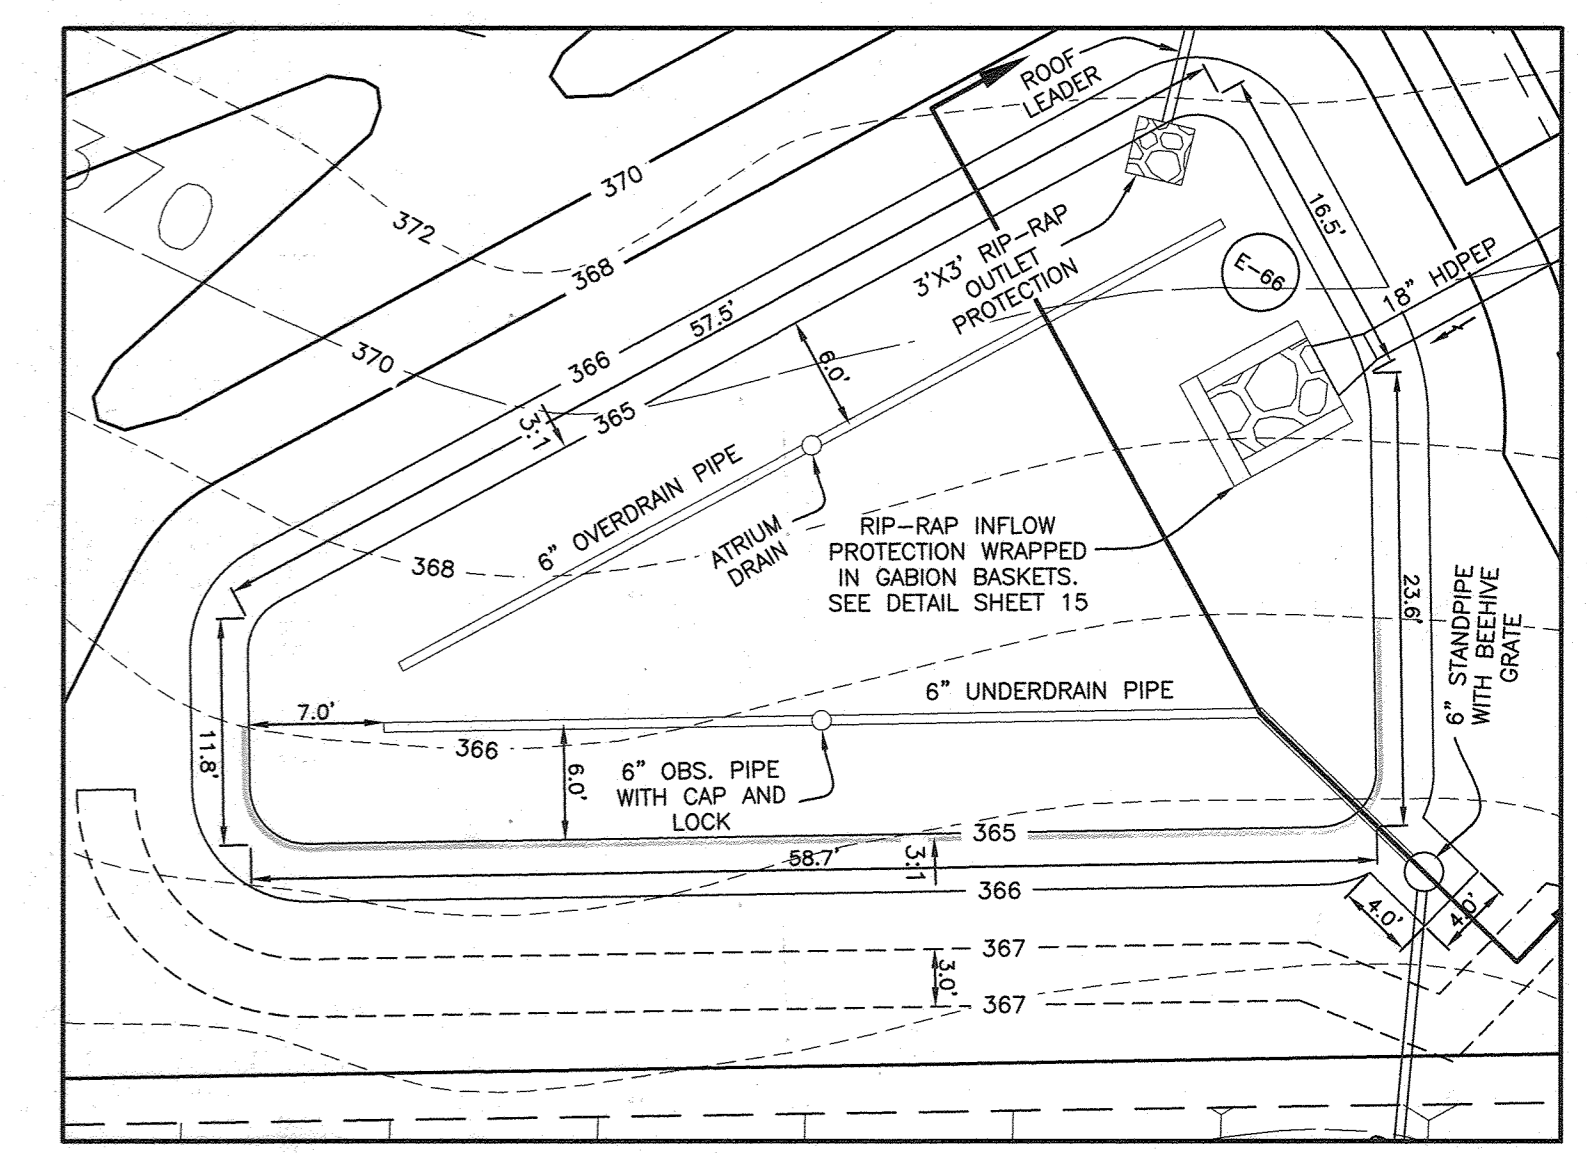 ROOF
LEADER
370
372
370
368
370
3'X3' RIP-RAP
OUTLET
PROTECTION
16.5'
E-66
18" HDPEP
57.5'
366
365
6.0'
3:1
6" OVERDRAIN PIPE
ATRIUM
DRAIN
368
RIP-RAP INFLOW
PROTECTION WRAPPED
IN GABION BASKETS.
SEE DETAIL SHEET 15
23.6'
6" STANDPIPE
WITH BEEHIVE
GRATE
6" UNDERDRAIN PIPE
7.0'
366
11.8'
6.0'
6" OBS. PIPE
WITH CAP AND
LOCK
365
58.7'
3:1
366
4.0'
4.0'
367
3.0'
367